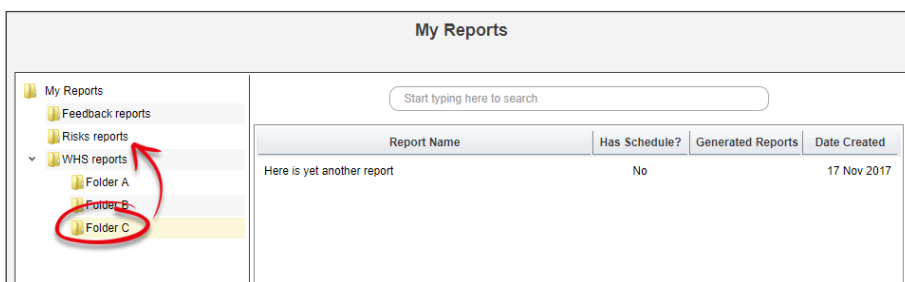 My Reports
My Reports
Feedback reports
Risks reports
WHS reports
Folder A
Folder B
Folder C
Start typing here to search
Report Name Has Schedule? Generated Reports Date Created
Here is yet another report No 17 Nov 2017